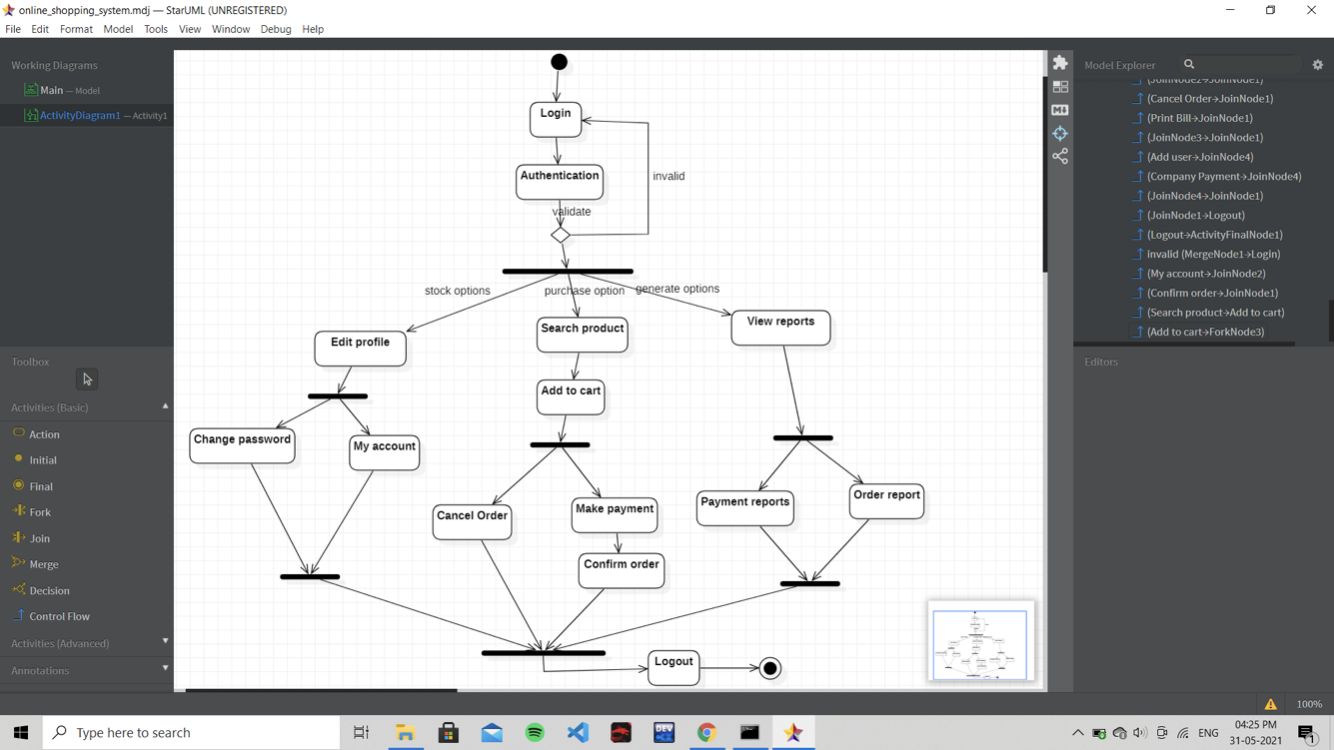 online_shopping_system.mdj — StarUML (UNREGISTERED)
File Edit Format Model Tools View Window Debug Help
Working Diagrams
Main — Model
ActivityDiagram1 — Activity1
Toolbox
Activities (Basic)
Action
Initial
Final
Fork
Join
Merge
Decision
Control Flow
Activities (Advanced)
Annotations
Login
Authentication
invalid
validate
stock options
purchase option
generate options
Edit profile
Search product
View reports
Add to cart
Change password
My account
Cancel Order
Make payment
Payment reports
Order report
Confirm order
Logout
Model Explorer
(JoinNode2→JoinNode1)
(Cancel Order→JoinNode1)
(Print Bill→JoinNode1)
(JoinNode3→JoinNode1)
(Add user→JoinNode4)
(Company Payment→JoinNode4)
(JoinNode4→JoinNode1)
(JoinNode1→Logout)
(Logout→ActivityFinalNode1)
invalid (MergeNode1→Login)
(My account→JoinNode2)
(Confirm order→JoinNode1)
(Search product→Add to cart)
(Add to cart→ForkNode3)
Editors
100%
Type here to search
DEV
ENG
04:25 PM
31-05-2021
1